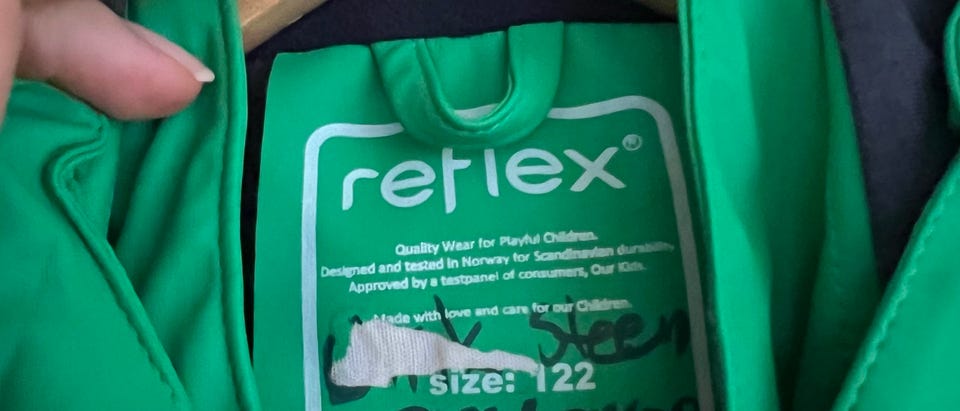 reflex®
Quality Wear for Playful Children.
Designed and tested in Norway for Scandinavian durability.
Approved by a testpanel of consumers, Our Kids.
Made with love and care for our Children.
Steen
size: 122